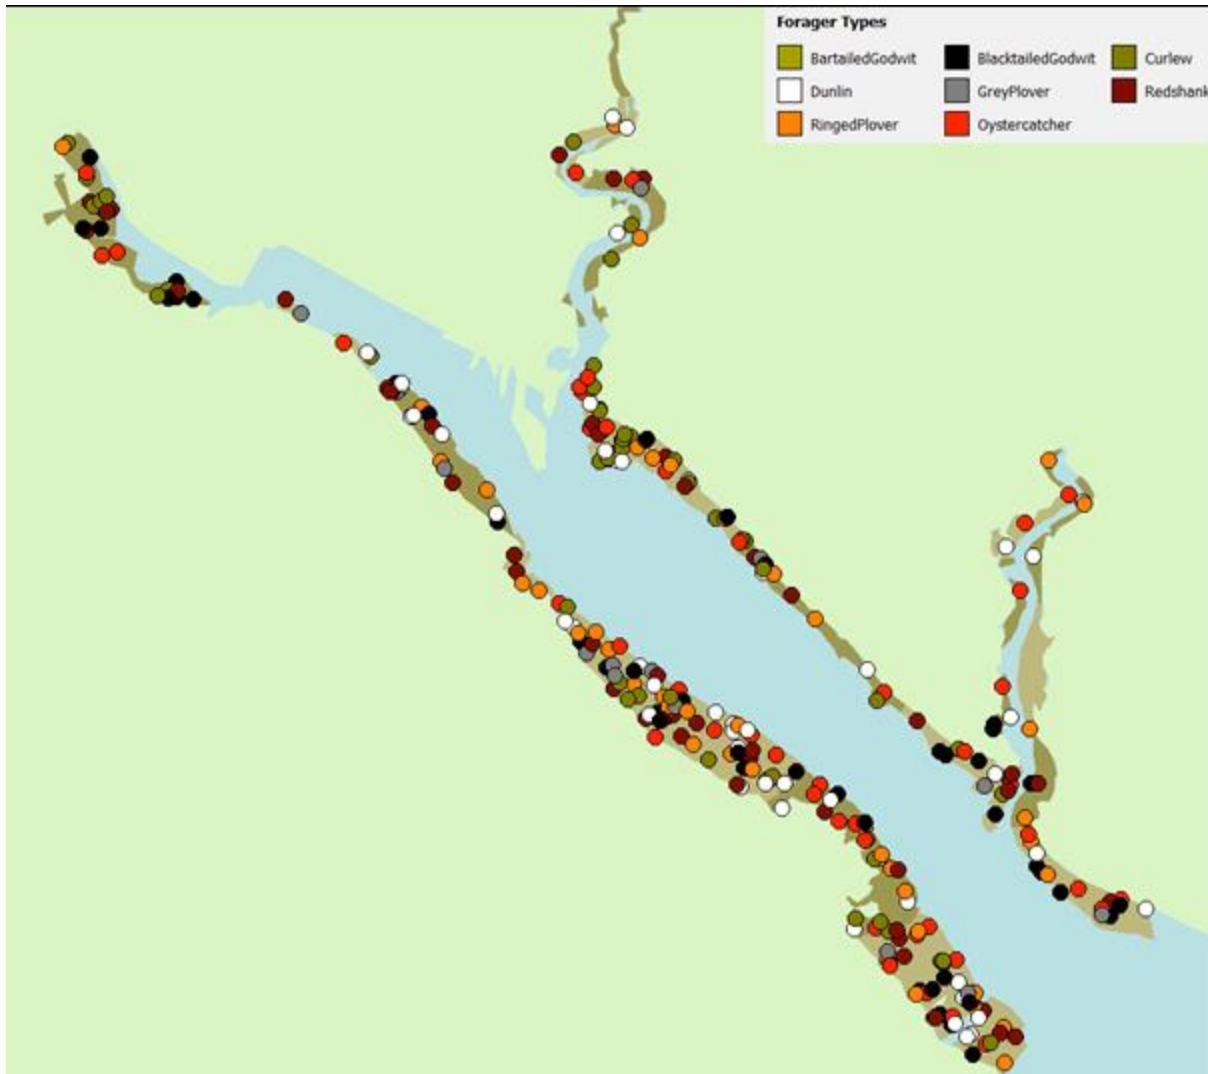 Forager Types
BartailedGodwit BlacktailedGodwit Curlew
Dunlin GreyPlover Redshank
RingedPlover Oystercatcher